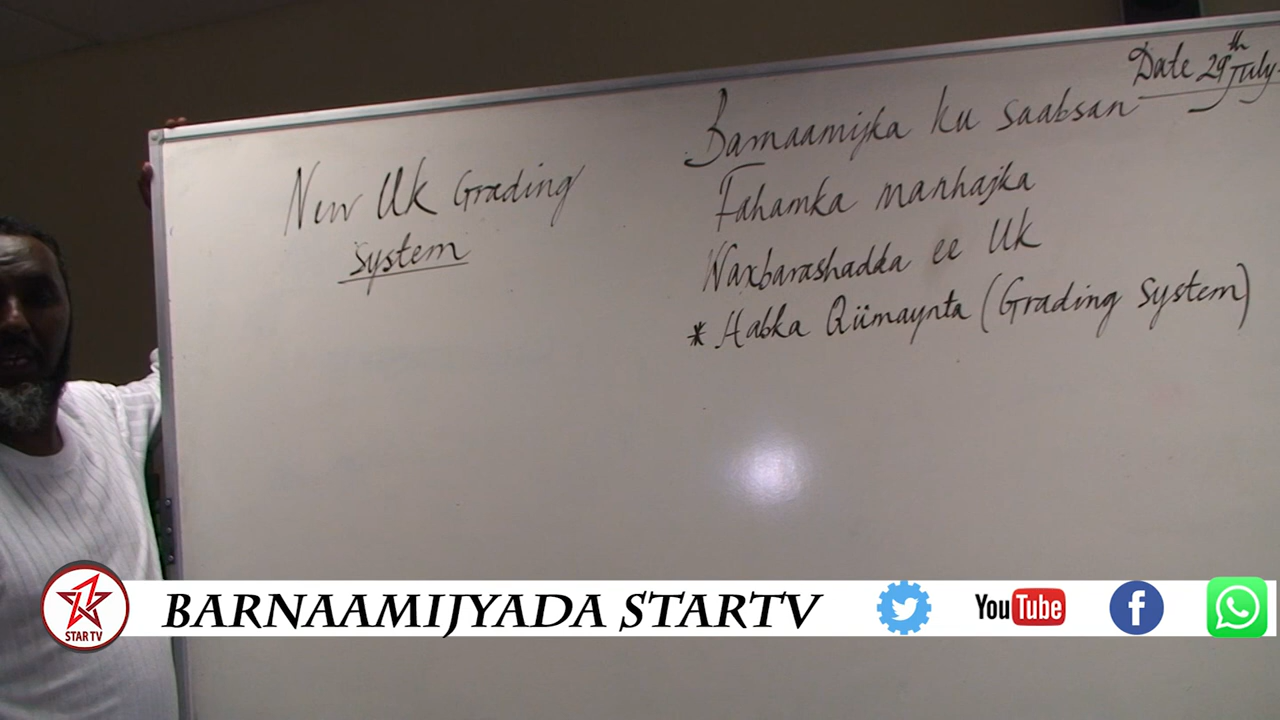 Date 29th July
New UK Grading
System
Barnaamijka ku saabsan
Fahamka manhajka
Waxbarashadda ee UK
* Habka Qiimaynta (Grading System)
STAR TV
BARNAAMIJYADA STARTV
YouTube